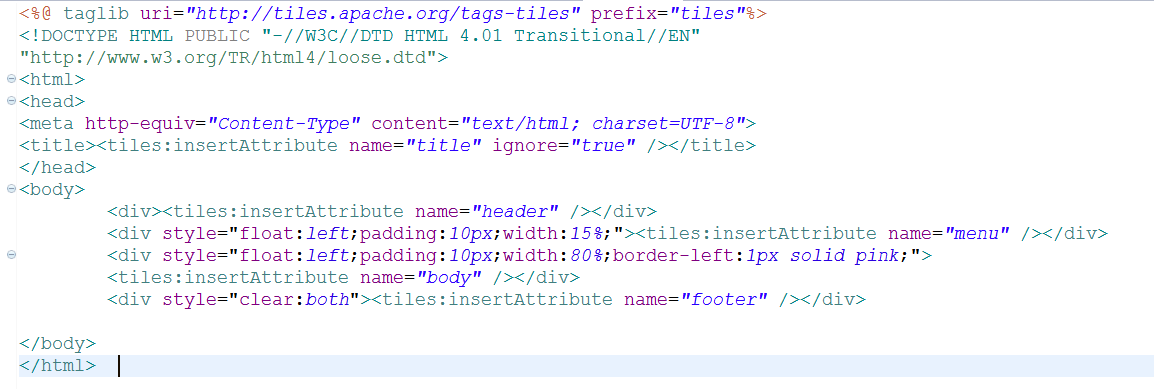 <%@ taglib uri="http://tiles.apache.org/tags-tiles" prefix="tiles"%>
<!DOCTYPE HTML PUBLIC "-//W3C//DTD HTML 4.01 Transitional//EN"
"http://www.w3.org/TR/html4/loose.dtd">
<html>
<head>
<meta http-equiv="Content-Type" content="text/html; charset=UTF-8">
<title><tiles:insertAttribute name="title" ignore="true" /></title>
</head>
<body>
        <div><tiles:insertAttribute name="header" /></div>
        <div style="float:left;padding:10px;width:15%;"><tiles:insertAttribute name="menu" /></div>
        <div style="float:left;padding:10px;width:80%;border-left:1px solid pink;">
        <tiles:insertAttribute name="body" /></div>
        <div style="clear:both"><tiles:insertAttribute name="footer" /></div>

</body>
</html>